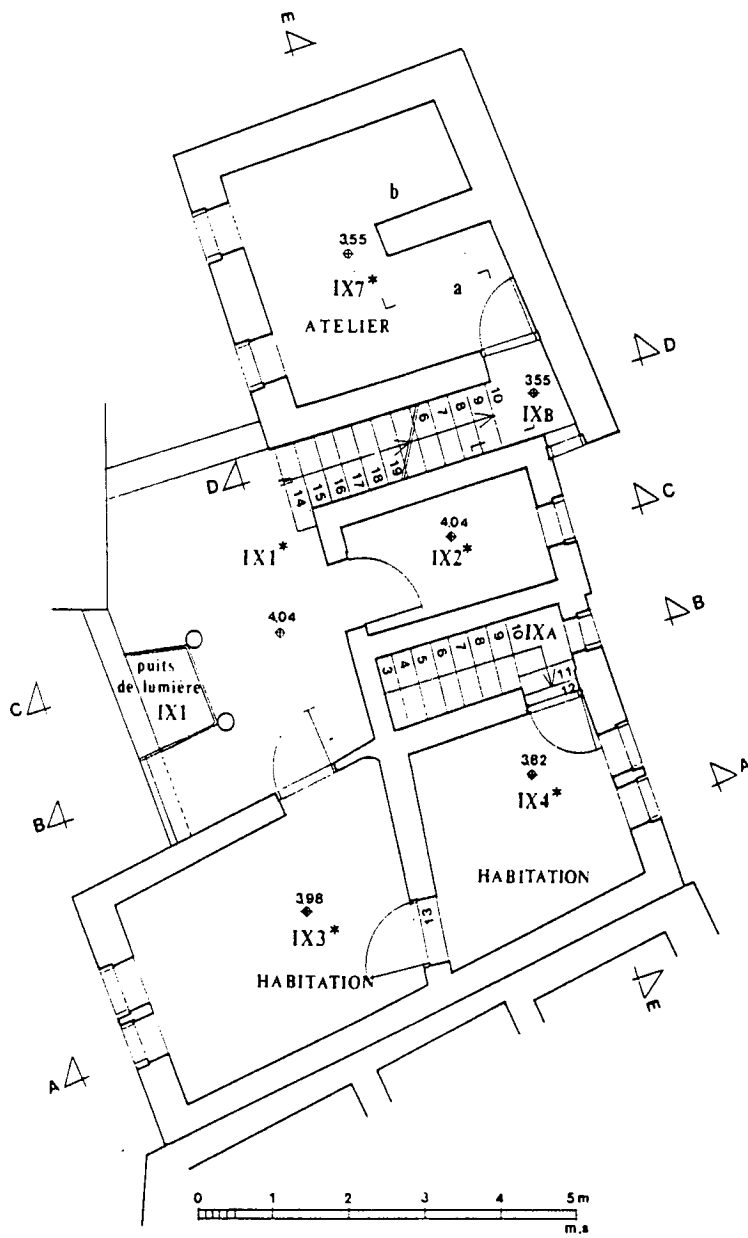 E
b
3.55
IX7*
a
ATELIER
D
3.55
IXB
6 7 8 9 10
14 15 16 17 18 19
D
C
4.04
IX2*
IX1*
4.04
B
IXA
3 4 5 6 7 8 9 10
11
12
puits
de lumière
IX1
C
3.82
IX4*
A
B
HABITATION
3.98
IX3*
13
HABITATION
E
A
0 1 2 3 4 5m
m.s